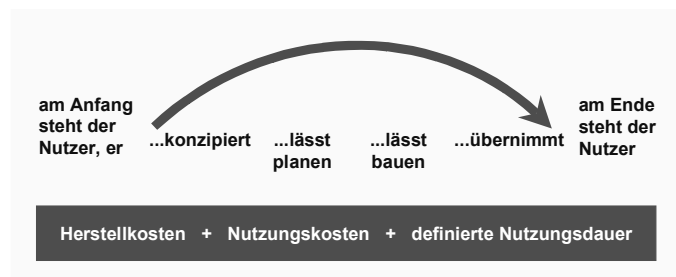 am Anfang
steht der
Nutzer, er
...konzipiert
...lässt
planen
...lässt
bauen
...übernimmt
am Ende
steht der
Nutzer
Herstellkosten + Nutzungskosten + definierte Nutzungsdauer